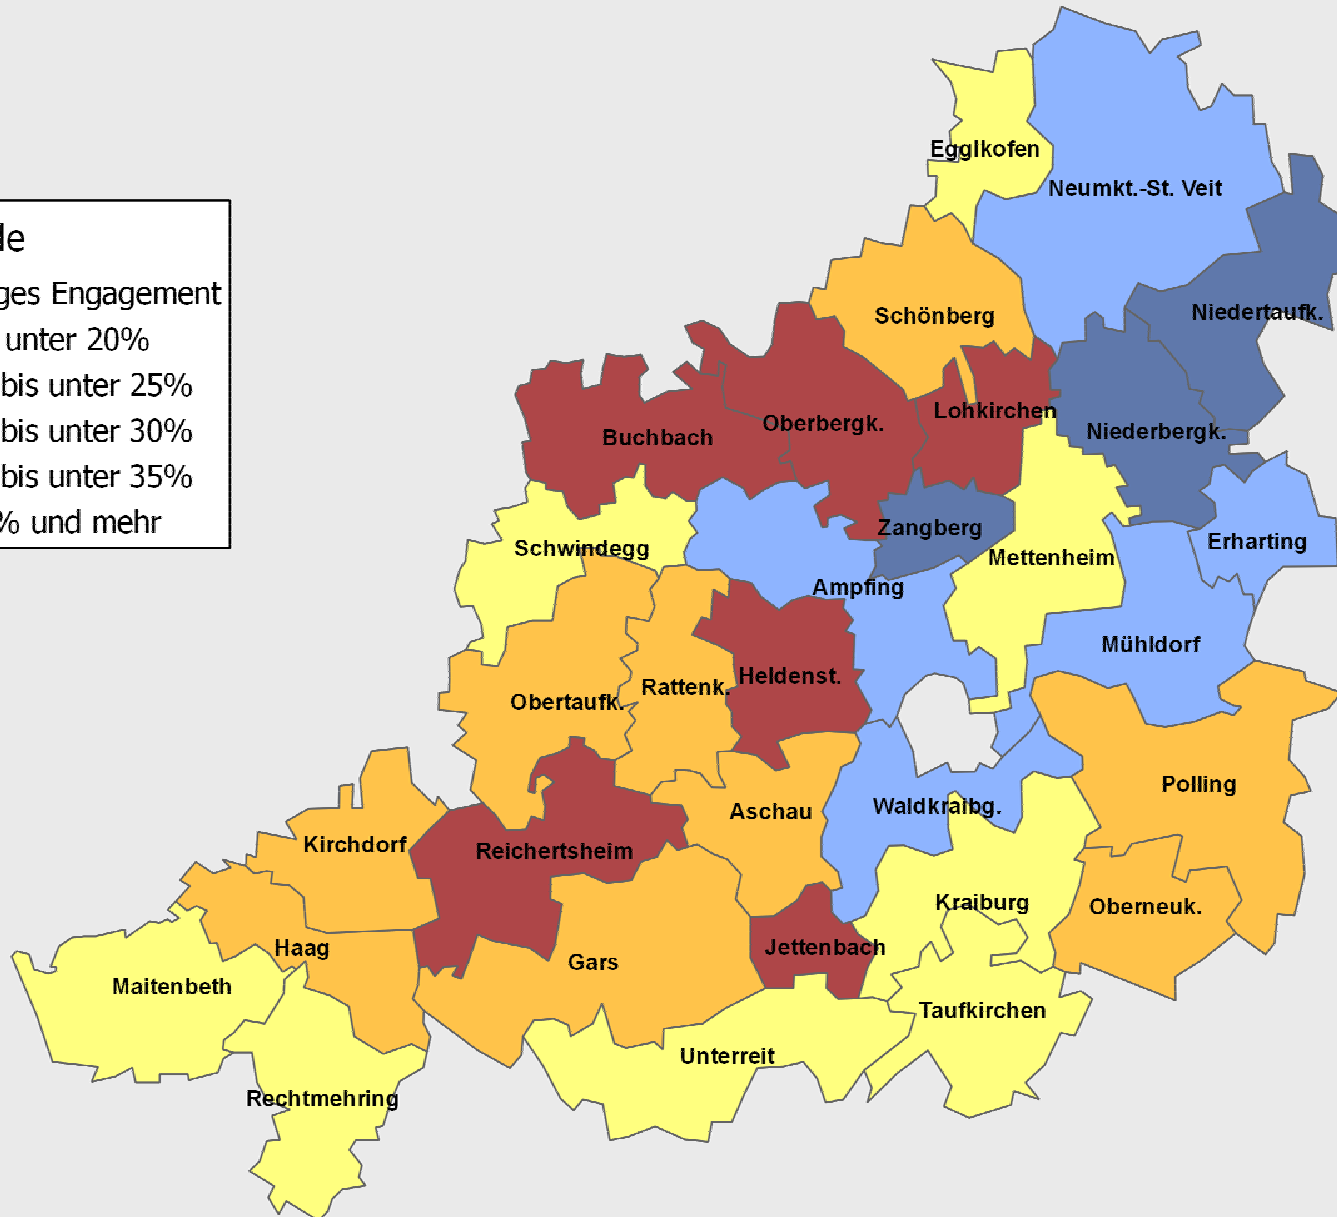 de
ges Engagement
unter 20%
bis unter 25%
bis unter 30%
bis unter 35%
% und mehr
Egglkofen
Neumkt.-St. Veit
Schönberg
Niedertaufk.
Lohkirchen
Oberbergk.
Buchbach
Niederbergk.
Zangberg
Schwindegg
Mettenheim
Erharting
Ampfing
Mühldorf
Heldenst.
Rattenk.
Obertaufk.
Polling
Waldkraibg.
Aschau
Kirchdorf
Reichertsheim
Kraiburg
Oberneuk.
Haag
Jettenbach
Gars
Maitenbeth
Taufkirchen
Unterreit
Rechtmehring